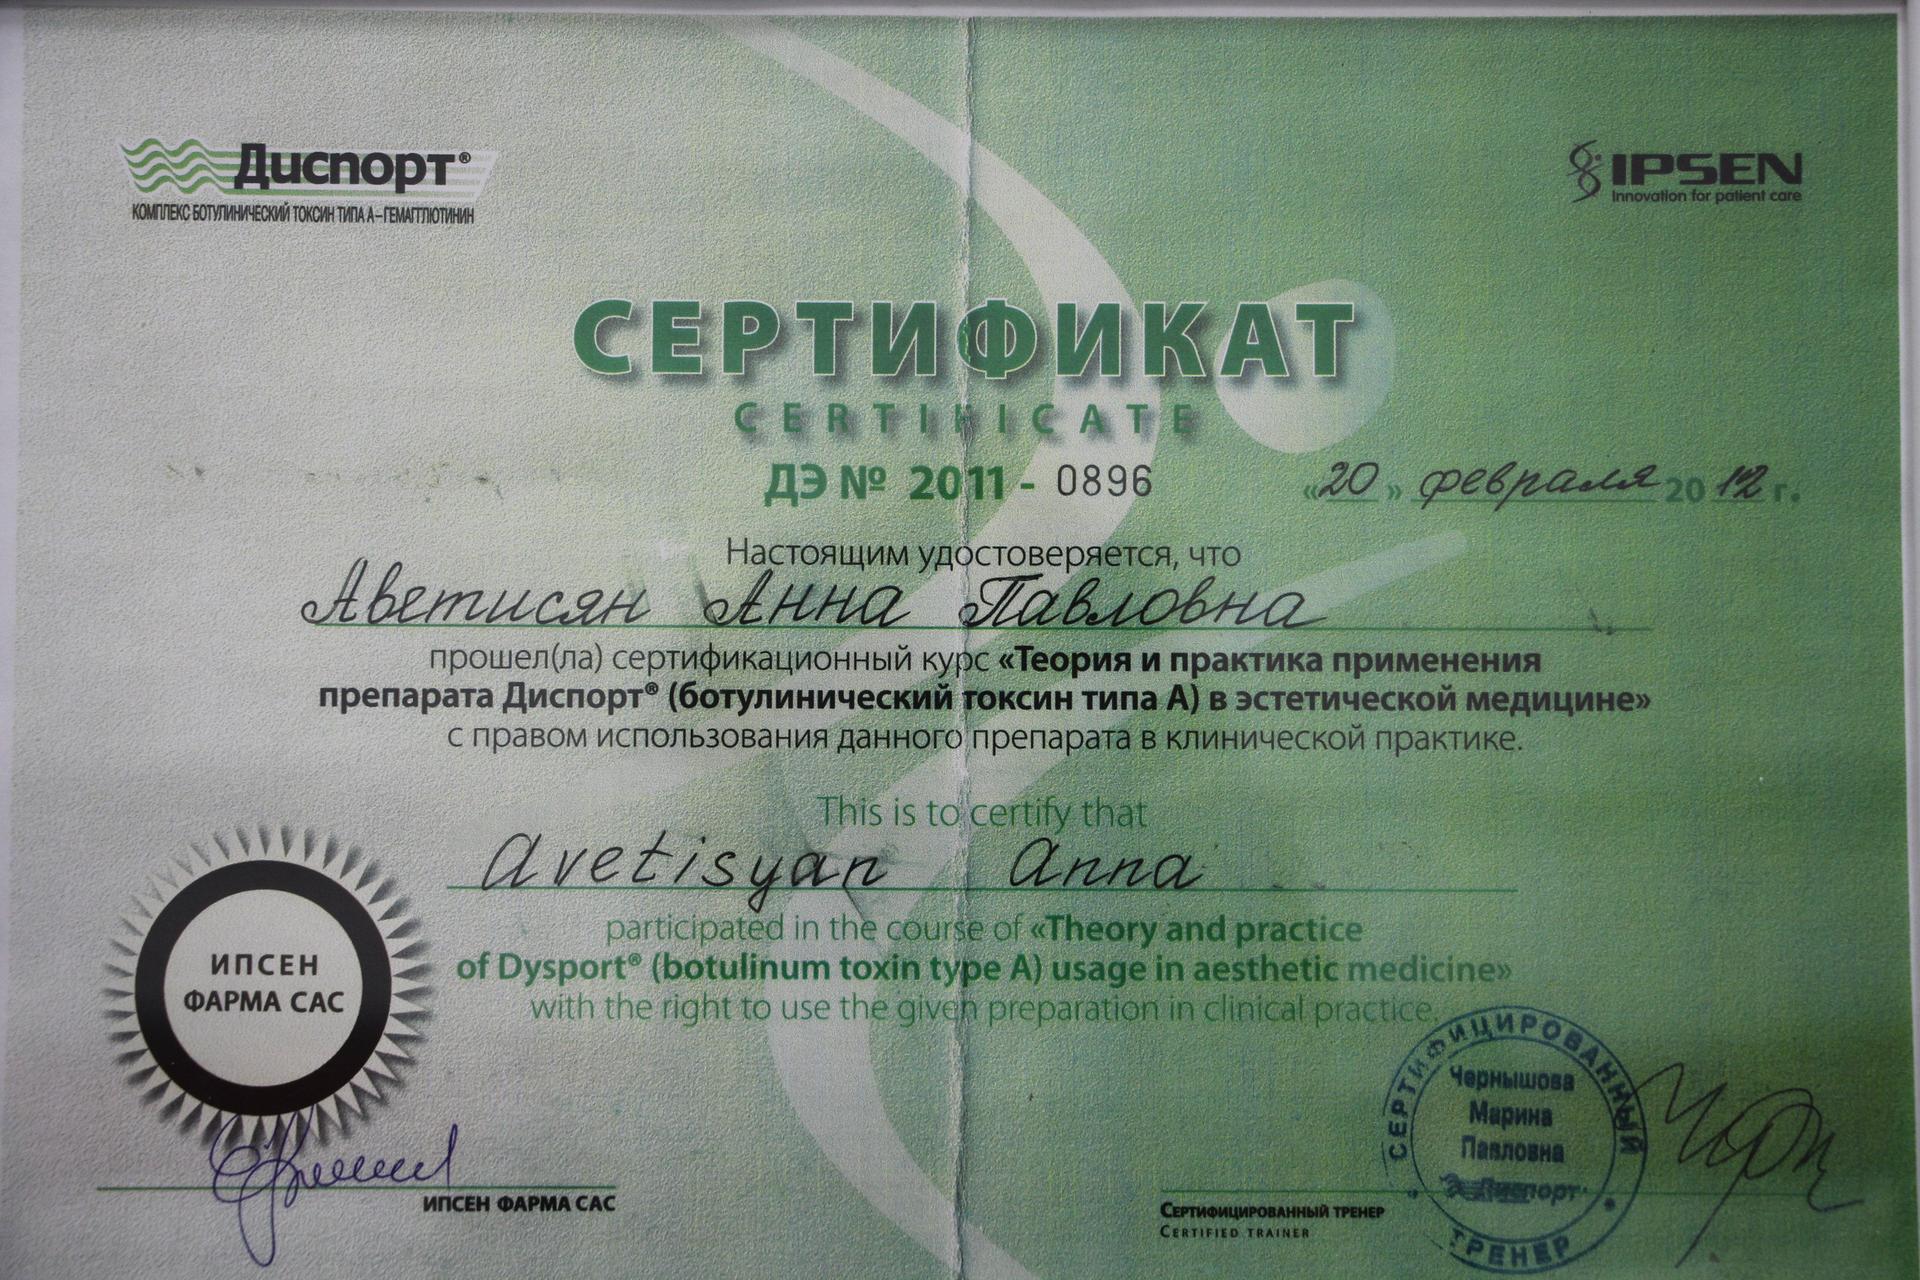 Диспорт®
КОМПЛЕКС БОТУЛИНИЧЕСКИЙ ТОКСИН ТИПА А – ГЕМАГГЛЮТИНИН
IPSEN
Innovation for patient care
СЕРТИФИКАТ
CERTIFICATE
ДЭ № 2011 - 0896
«20» февраля 2012 г.
Настоящим удостоверяется, что
Аветисян Анна Павловна
прошел(ла) сертификационный курс «Теория и практика применения
препарата Диспорт® (ботулинический токсин типа А) в эстетической медицине»
с правом использования данного препарата в клинической практике.
This is to certify that
Avetisyan Anna
participated in the course of «Theory and practice
of Dysport® (botulinum toxin type A) usage in aesthetic medicine»
with the right to use the given preparation in clinical practice.
ИПСЕН
ФАРМА САС
ИПСЕН ФАРМА САС
СЕРТИФИЦИРОВАННЫЙ ТРЕНЕР
CERTIFIED TRAINER
СЕРТИФИЦИРОВАННЫЙ
Чернышова
Марина
Павловна
Диспорт
ТРЕНЕР